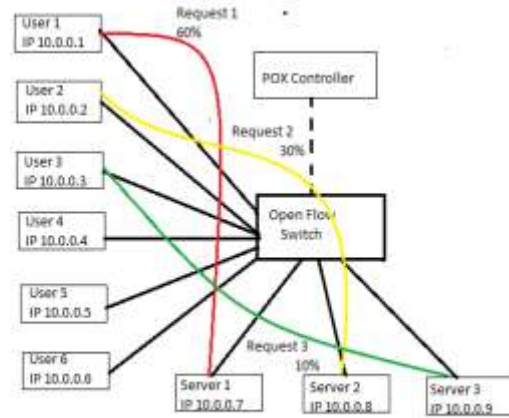 User 1
IP 10.0.0.1
Request 1
60%
POX Controller
User 2
IP 10.0.0.2
Request 2
30%
User 3
IP 10.0.0.3
User 4
IP 10.0.0.4
Open Flow
Switch
User 5
IP 10.0.0.5
User 6
IP 10.0.0.6
Request 3
10%
Server 1
IP 10.0.0.7
Server 2
IP 10.0.0.8
Server 3
IP 10.0.0.9